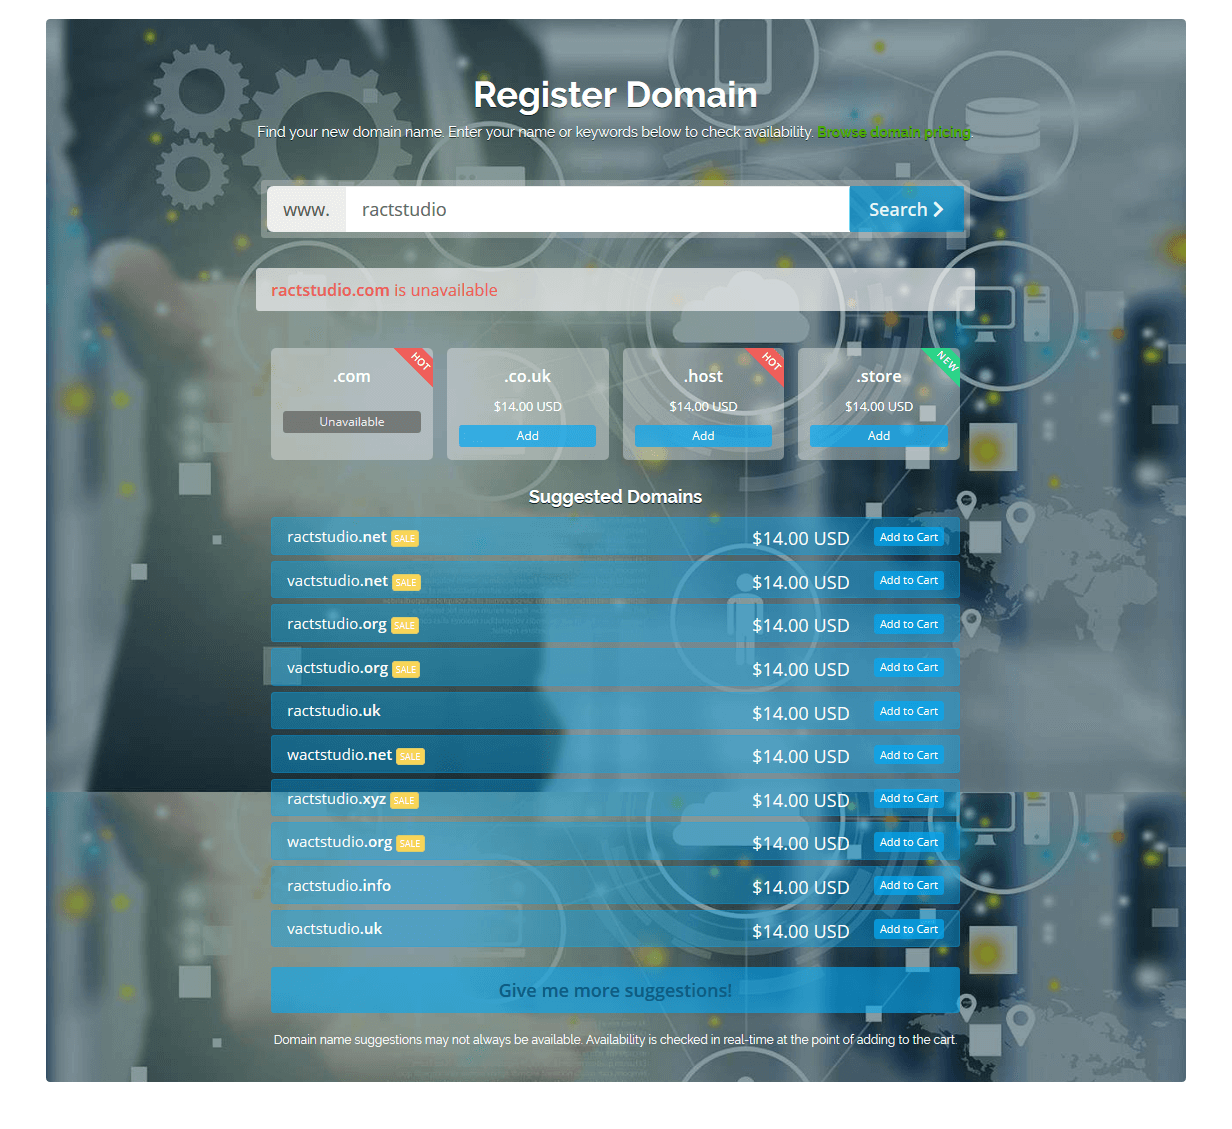 Register Domain
Find your new domain name. Enter your name or keywords below to check availability. Browse domain pricing
www. ractstudio Search
ractstudio.com is unavailable
HOT HOT NEW
.com .co.uk .host .store
$14.00 USD $14.00 USD $14.00 USD
Unavailable Add Add Add
Suggested Domains
ractstudio.net SALE $14.00 USD Add to Cart
vactstudio.net SALE $14.00 USD Add to Cart
ractstudio.org SALE $14.00 USD Add to Cart
vactstudio.org SALE $14.00 USD Add to Cart
ractstudio.uk $14.00 USD Add to Cart
wactstudio.net SALE $14.00 USD Add to Cart
ractstudio.xyz SALE $14.00 USD Add to Cart
wactstudio.org SALE $14.00 USD Add to Cart
ractstudio.info $14.00 USD Add to Cart
vactstudio.uk $14.00 USD Add to Cart
Give me more suggestions!
Domain name suggestions may not always be available. Availability is checked in real-time at the point of adding to the cart.